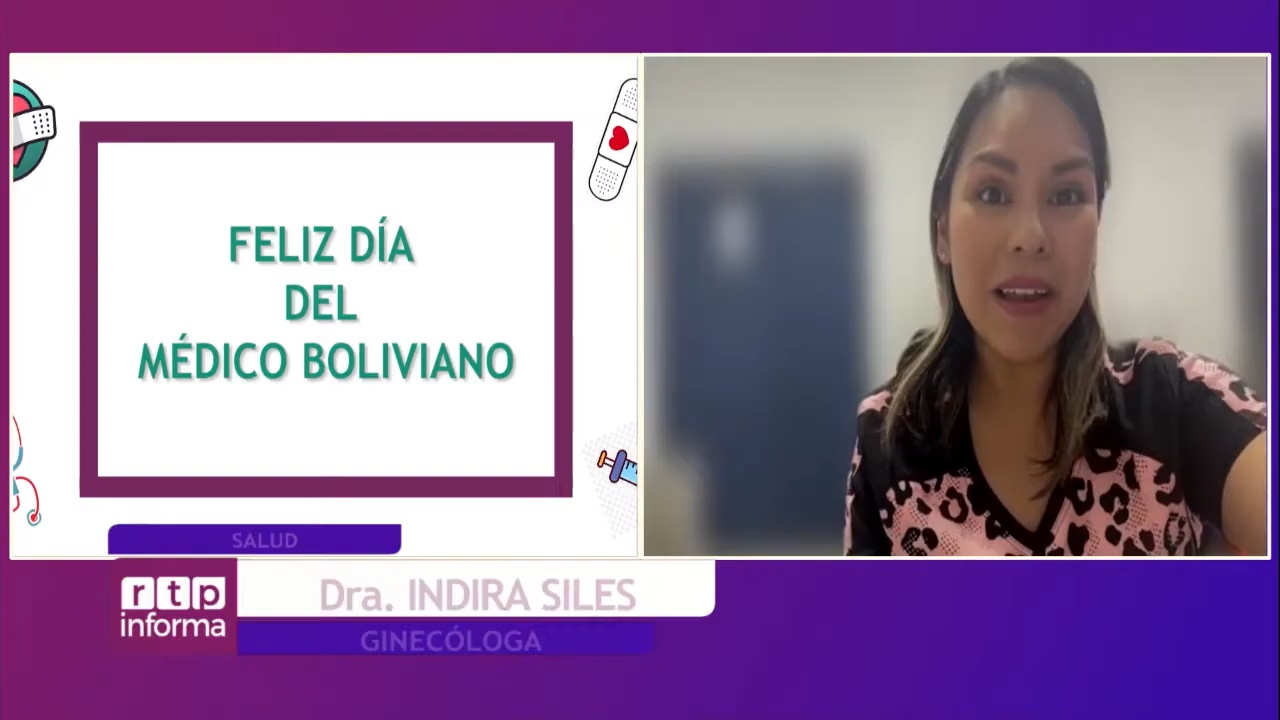 FELIZ DÍA
DEL
MÉDICO BOLIVIANO
SALUD
rtp
informa
Dra. INDIRA SILES
GINECÓLOGA